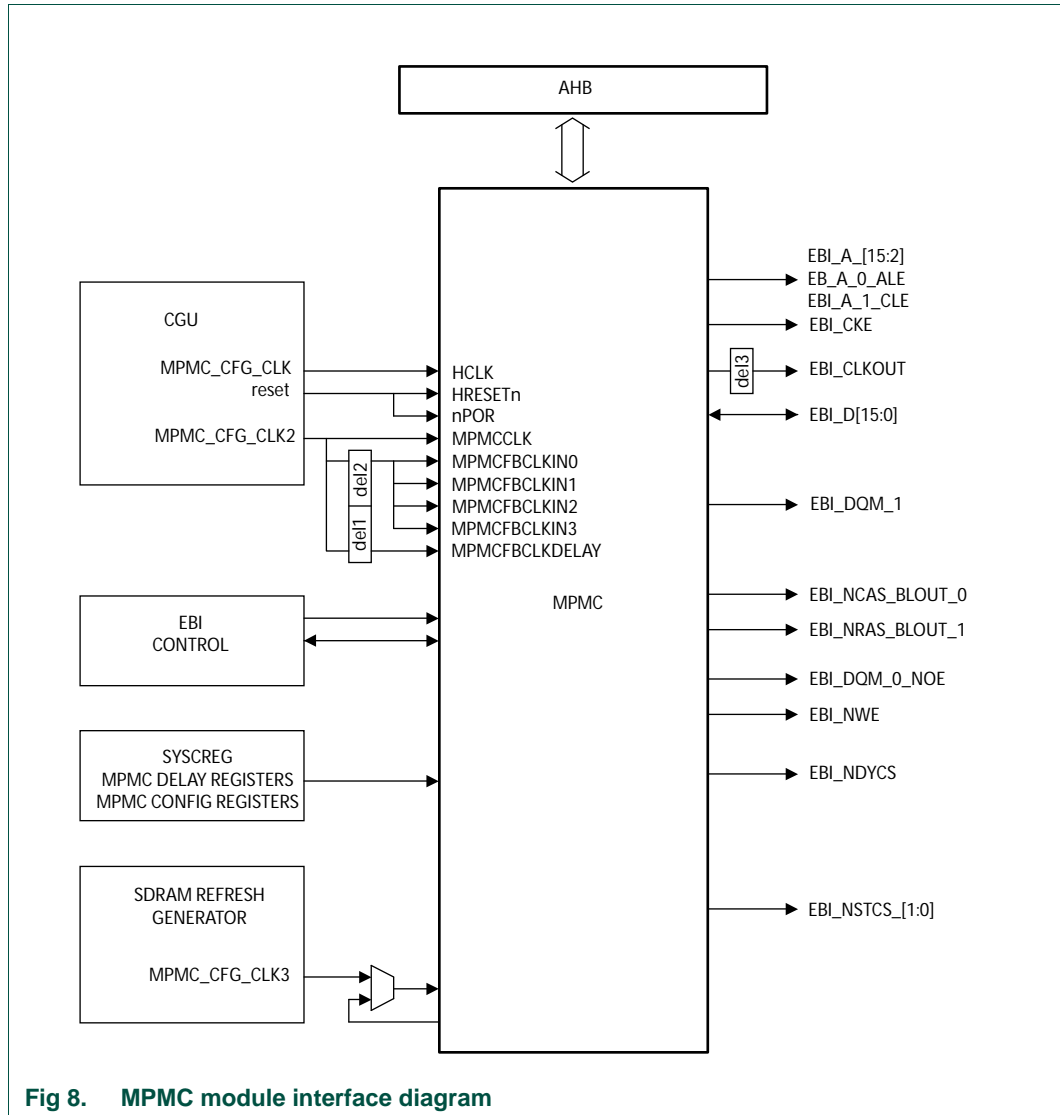 AHB
CGU
MPMC_CFG_CLK
reset
MPMC_CFG_CLK2
del2
del1
HCLK
HRESETn
nPOR
MPMCCLK
MPMCFBCLKIN0
MPMCFBCLKIN1
MPMCFBCLKIN2
MPMCFBCLKIN3
MPMCFBCLKDELAY
MPMC
EBI
CONTROL
SYSCREG
MPMC DELAY REGISTERS
MPMC CONFIG REGISTERS
SDRAM REFRESH
GENERATOR
MPMC_CFG_CLK3
EBI_A_[15:2]
EB_A_0_ALE
EBI_A_1_CLE
EBI_CKE
del3
EBI_CLKOUT
EBI_D[15:0]
EBI_DQM_1
EBI_NCAS_BLOUT_0
EBI_NRAS_BLOUT_1
EBI_DQM_0_NOE
EBI_NWE
EBI_NDYCS
EBI_NSTCS_[1:0]
Fig 8. MPMC module interface diagram